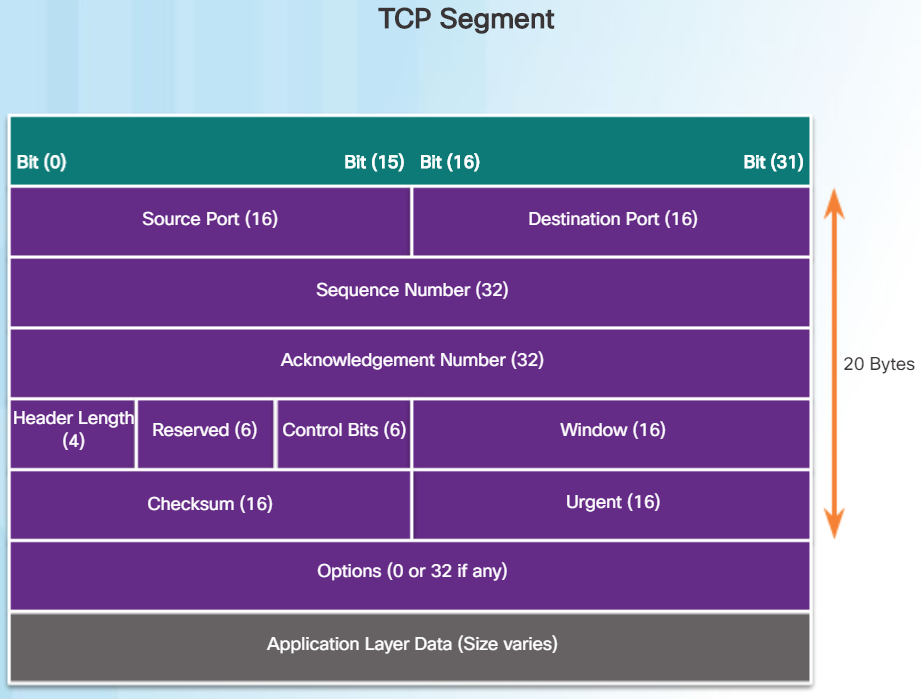 TCP Segment
Bit (0) Bit (15) Bit (16) Bit (31)
Source Port (16) Destination Port (16)
Sequence Number (32)
Acknowledgement Number (32)
20 Bytes
Header Length
(4)
Reserved (6) Control Bits (6) Window (16)
Checksum (16) Urgent (16)
Options (0 or 32 if any)
Application Layer Data (Size varies)